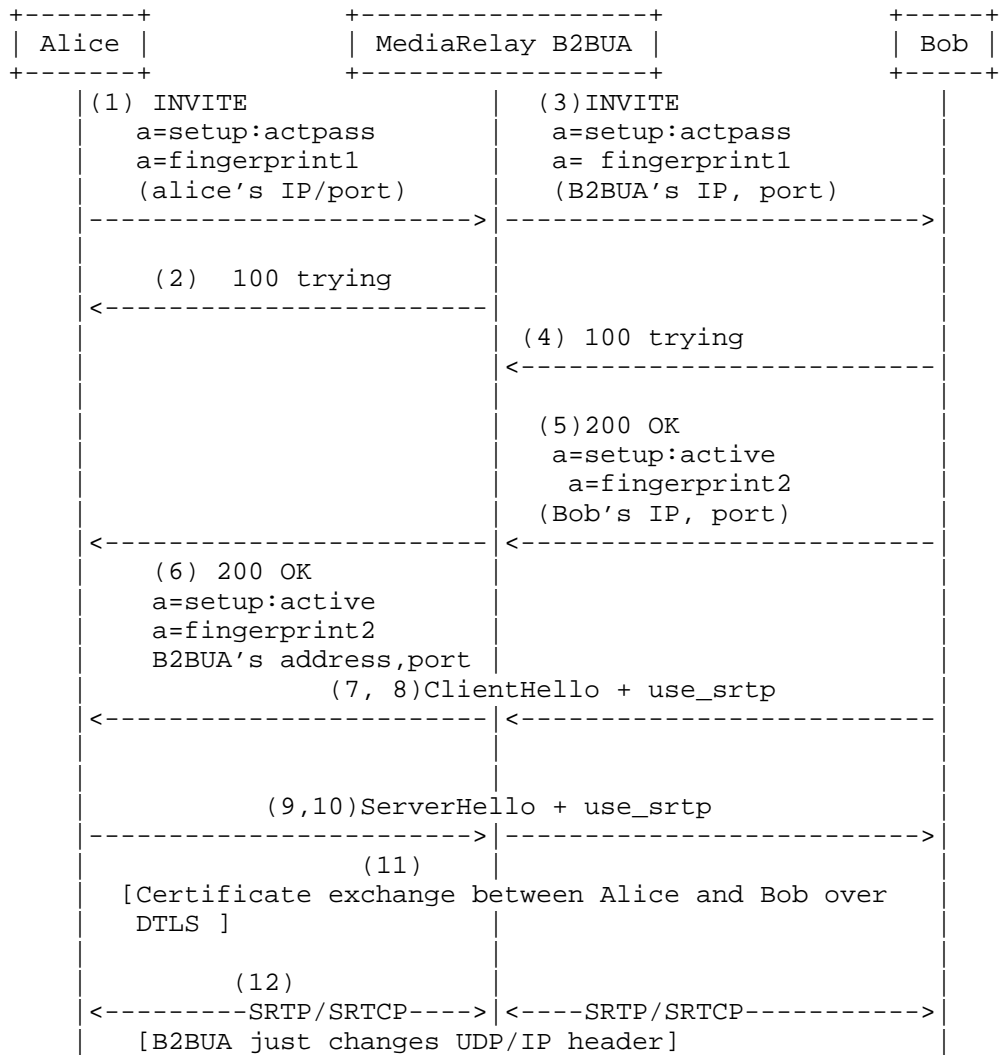 Alice MediaRelay B2BUA Bob
(1) INVITE (3)INVITE
a=setup:actpass a=setup:actpass
a=fingerprint1 a= fingerprint1
(alice's IP/port) (B2BUA's IP, port)
(2) 100 trying
(4) 100 trying
(5)200 OK
a=setup:active
a=fingerprint2
(Bob's IP, port)
(6) 200 OK
a=setup:active
a=fingerprint2
B2BUA's address,port
(7, 8)ClientHello + use_srtp
(9,10)ServerHello + use_srtp
(11)
[Certificate exchange between Alice and Bob over
DTLS ]
(12)
SRTP/SRTCP SRTP/SRTCP
[B2BUA just changes UDP/IP header]